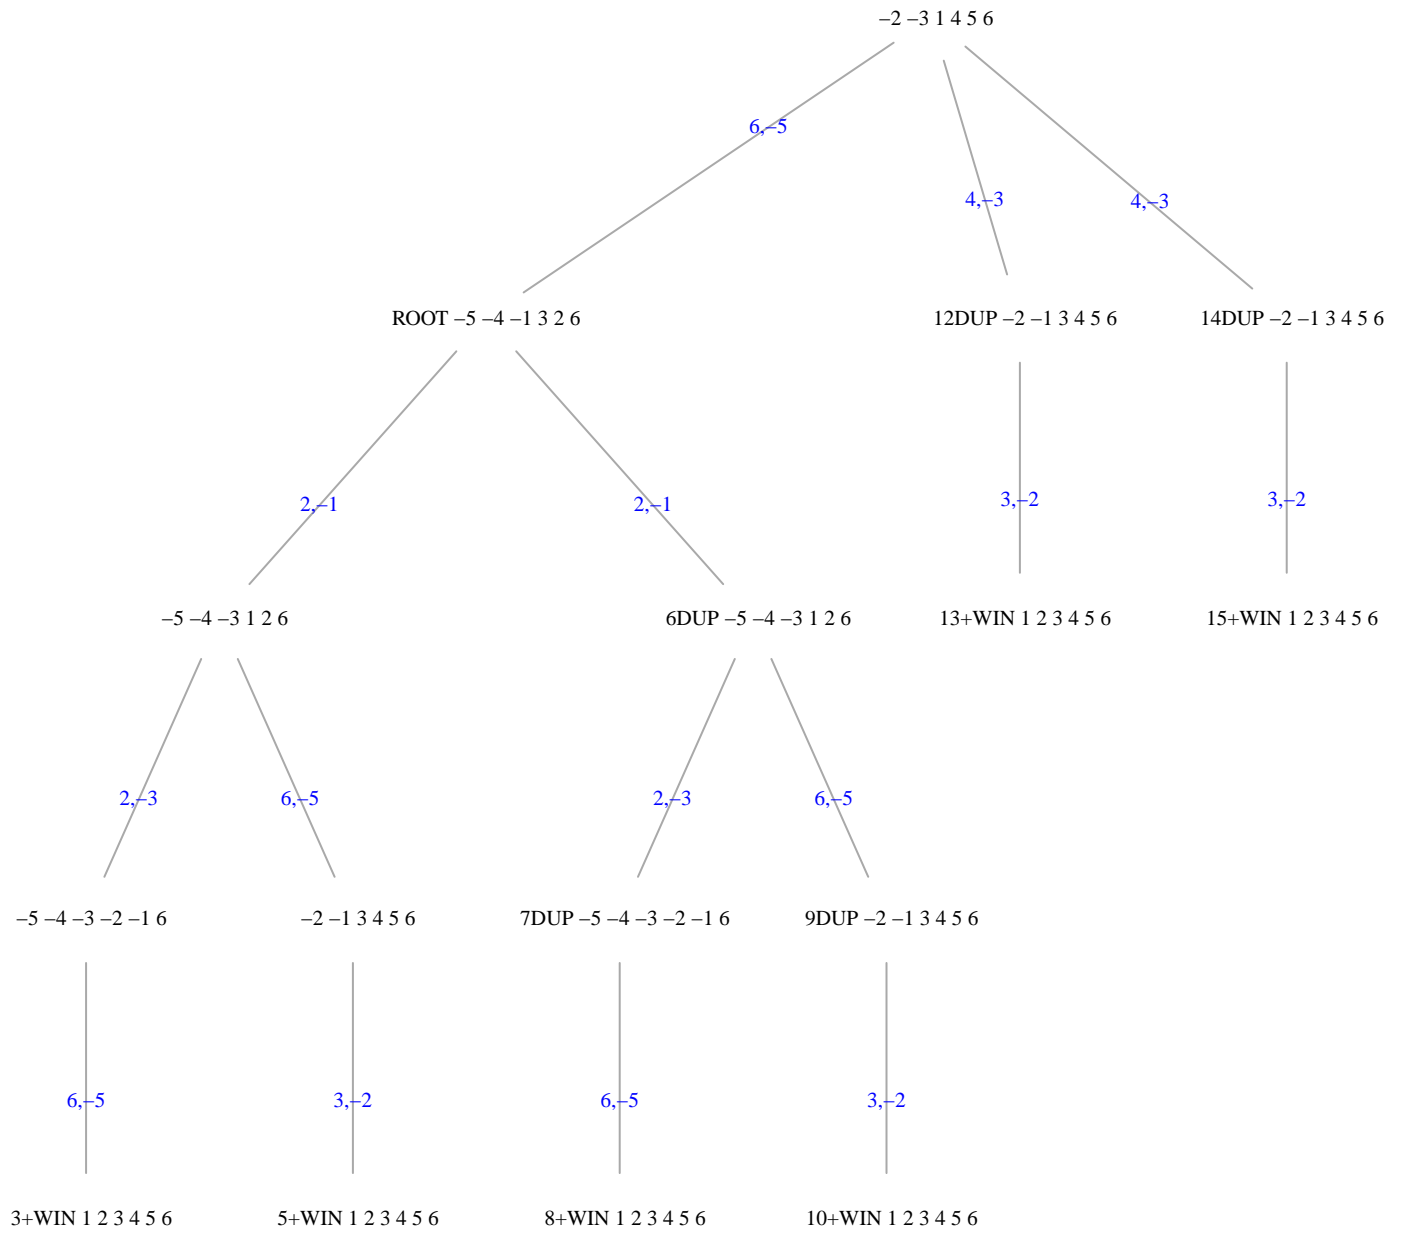 −2 −3 1 4 5 6
6,−5
4,−3
4,−3
ROOT −5 −4 −1 3 2 6
12DUP −2 −1 3 4 5 6
14DUP −2 −1 3 4 5 6
2,−1
2,−1
3,−2
3,−2
−5 −4 −3 1 2 6
6DUP −5 −4 −3 1 2 6
13+WIN 1 2 3 4 5 6
15+WIN 1 2 3 4 5 6
2,−3
6,−5
2,−3
6,−5
−5 −4 −3 −2 −1 6
−2 −1 3 4 5 6
7DUP −5 −4 −3 −2 −1 6
9DUP −2 −1 3 4 5 6
6,−5
3,−2
6,−5
3,−2
3+WIN 1 2 3 4 5 6
5+WIN 1 2 3 4 5 6
8+WIN 1 2 3 4 5 6
10+WIN 1 2 3 4 5 6